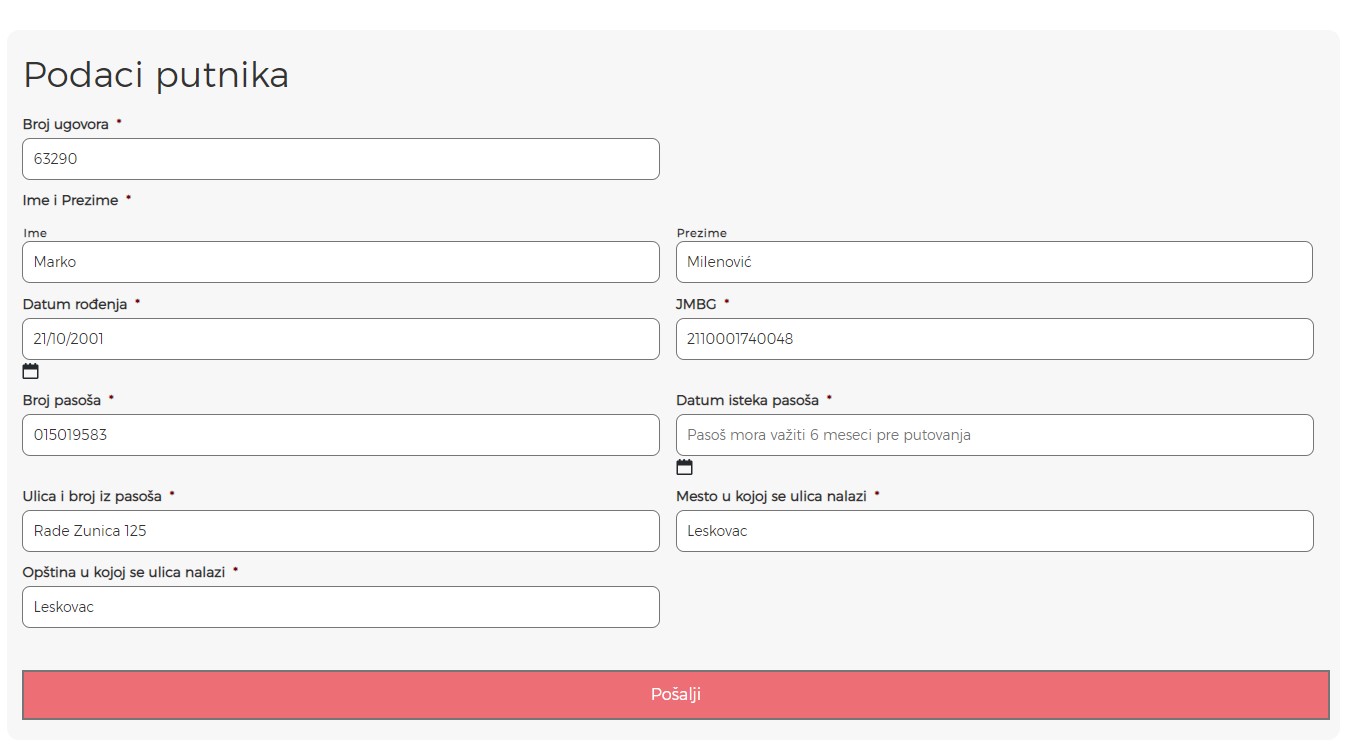 Podaci putnika
Broj ugovora *
63290
Ime i Prezime *
Ime Prezime
Marko Milenović
Datum rođenja * JMBG *
21/10/2001 2110001740048
Broj pasoša * Datum isteka pasoša *
015019583 Pasoš mora važiti 6 meseci pre putovanja
Ulica i broj iz pasoša * Mesto u kojoj se ulica nalazi *
Rade Zunica 125 Leskovac
Opština u kojoj se ulica nalazi *
Leskovac
Pošalji